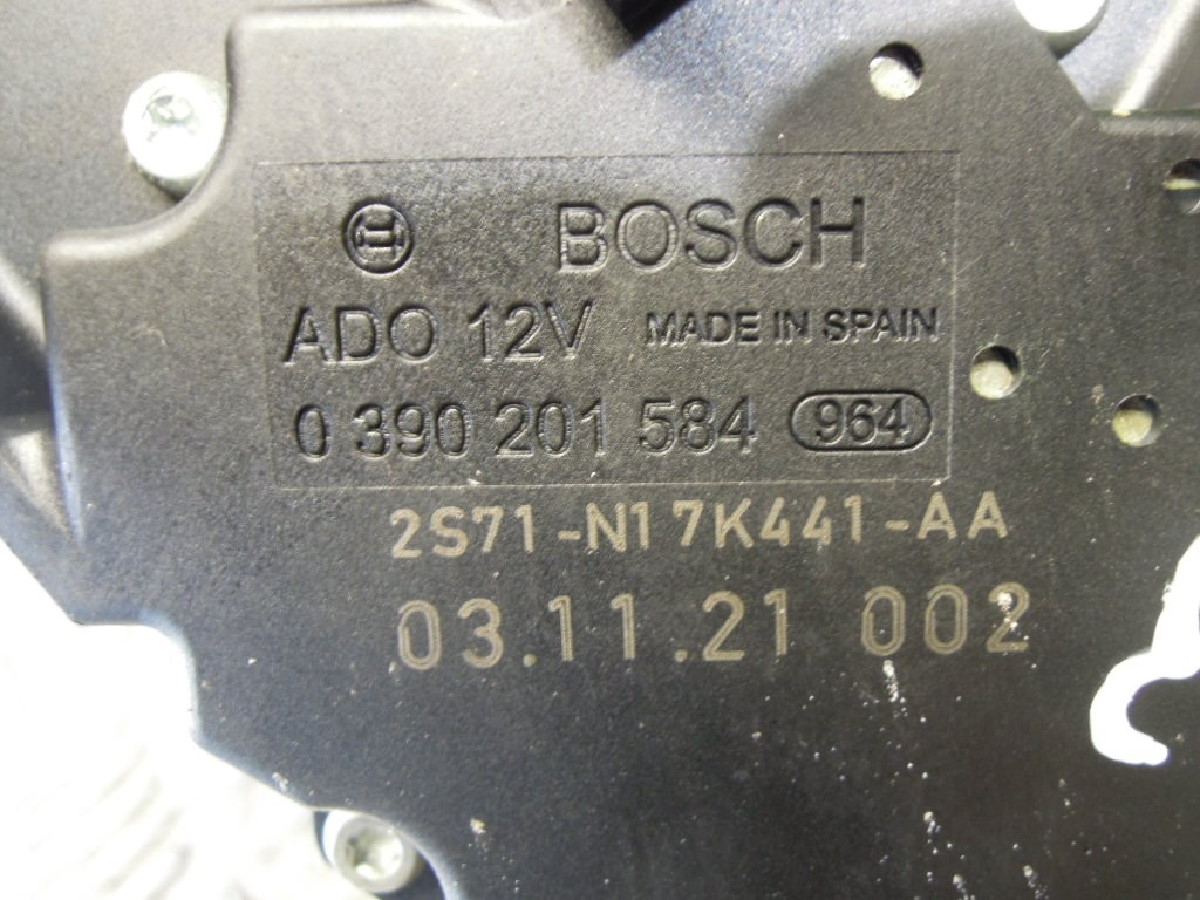 BOSCH
ADO 12V MADE IN SPAIN
0 390 201 584 964
2S71-N17K441-AA
03.11.21 002